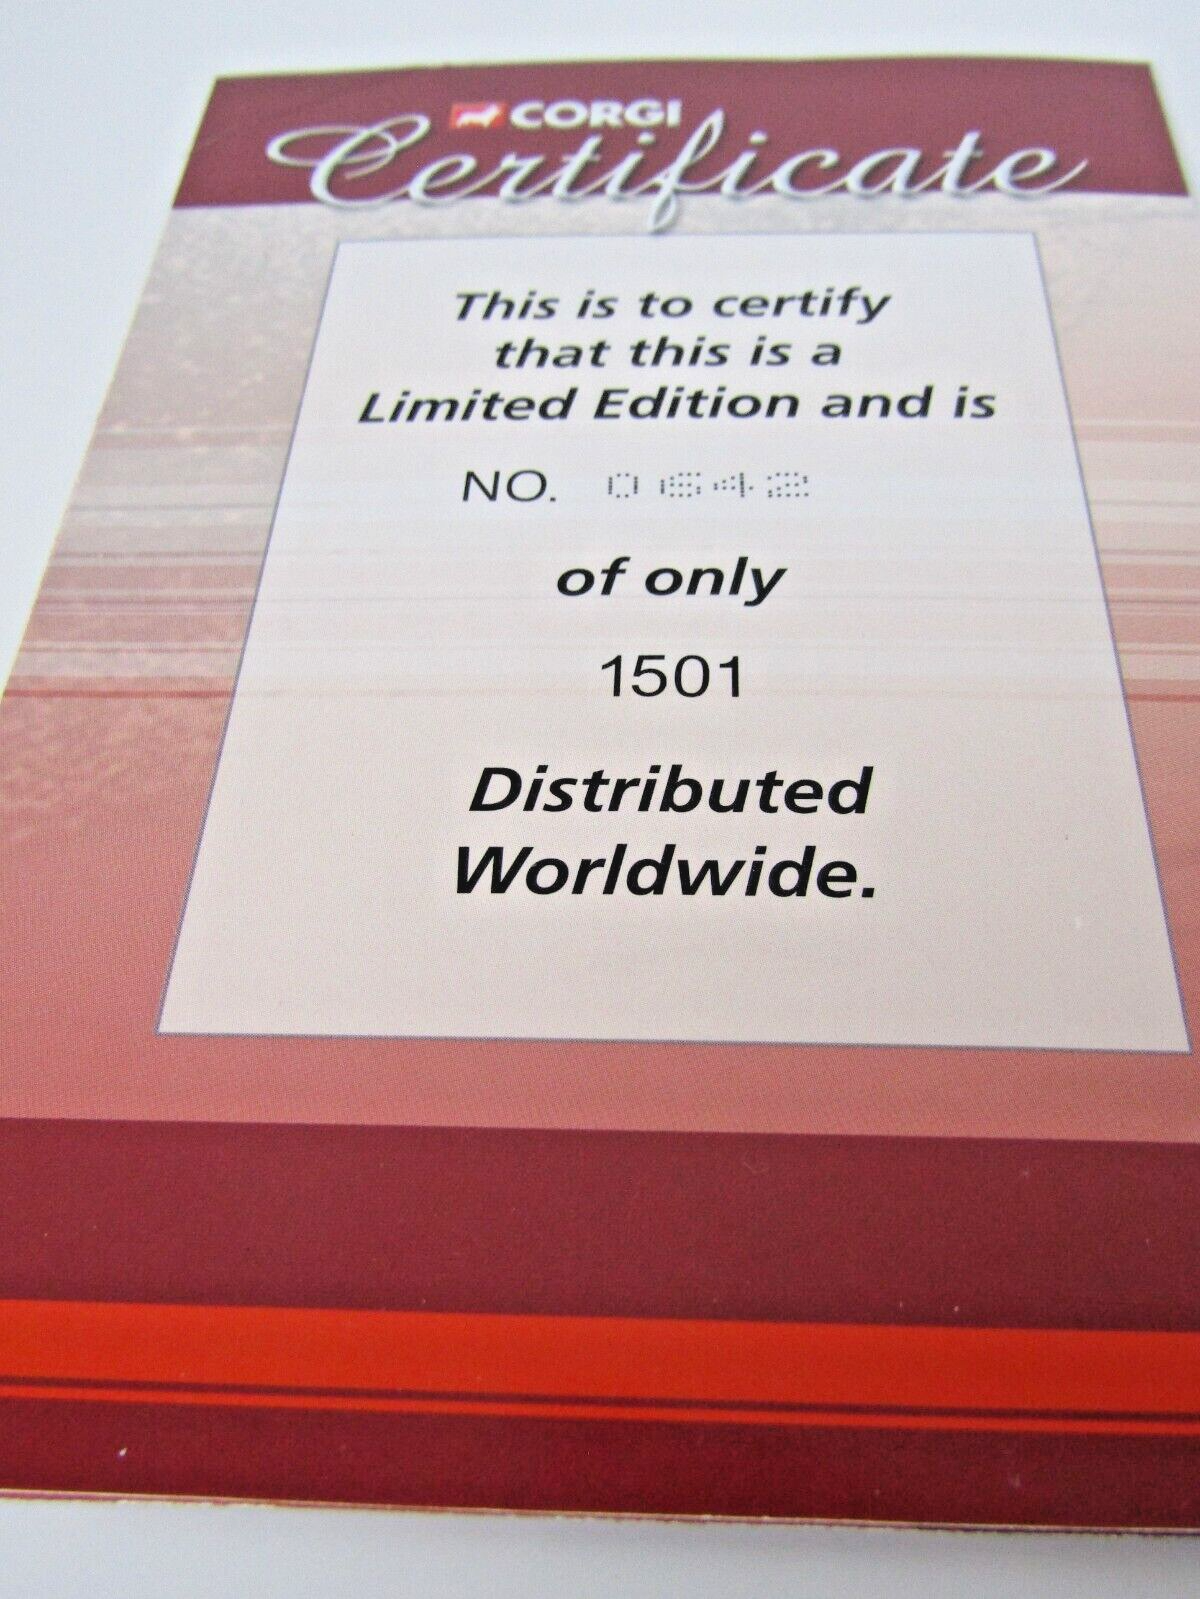 CORGI
Certificate
This is to certify
that this is a
Limited Edition and is
NO. 0642
of only
1501
Distributed
Worldwide.